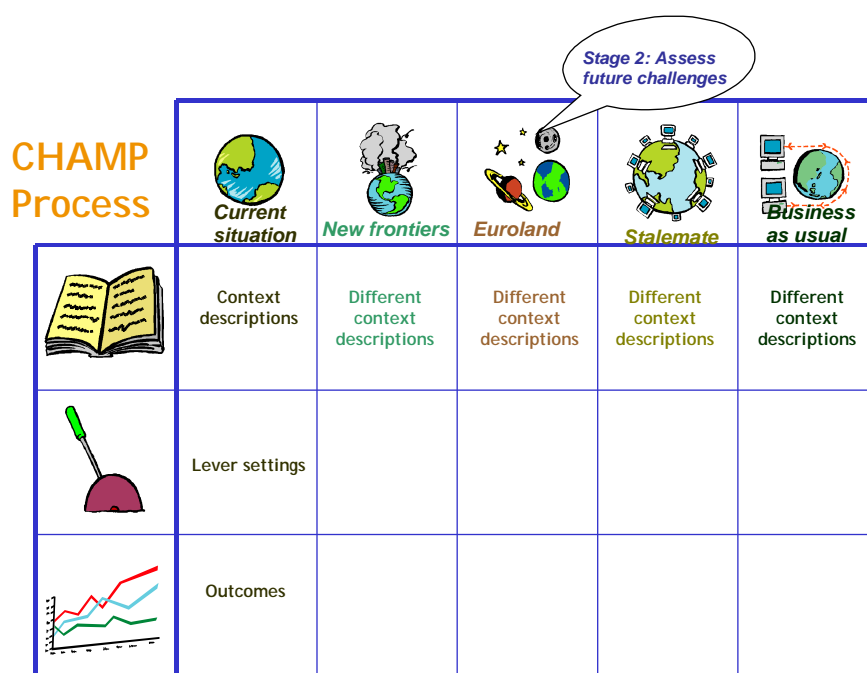 Stage 2: Assess
future challenges
CHAMP
Process
Current
situation
New frontiers
Euroland
Stalemate
Business
as usual
Context
descriptions
Different
context
descriptions
Different
context
descriptions
Different
context
descriptions
Different
context
descriptions
Lever settings
Outcomes